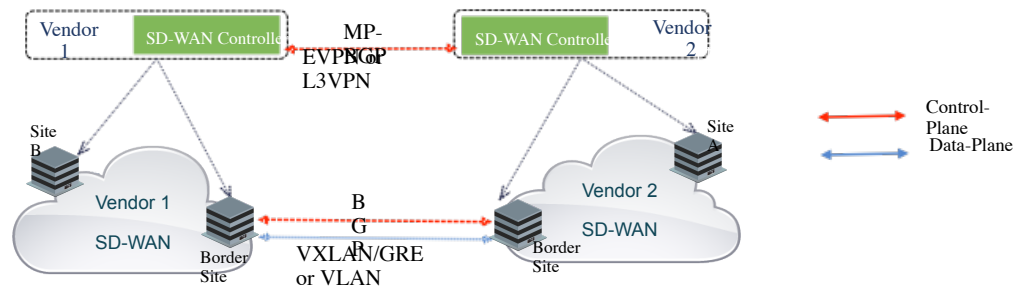 Vendor
1
SD-WAN Controlle
MP-
BGP
EVPN or
L3VPN
SD-WAN Controlle
Vendor
2
Control-
Plane
Data-Plane
Site
B
Site
A
Vendor 1
SD-WAN
Vendor 2
SD-WAN
B
G
P
VXLAN/GRE
or VLAN
Border
Site
Border
Site